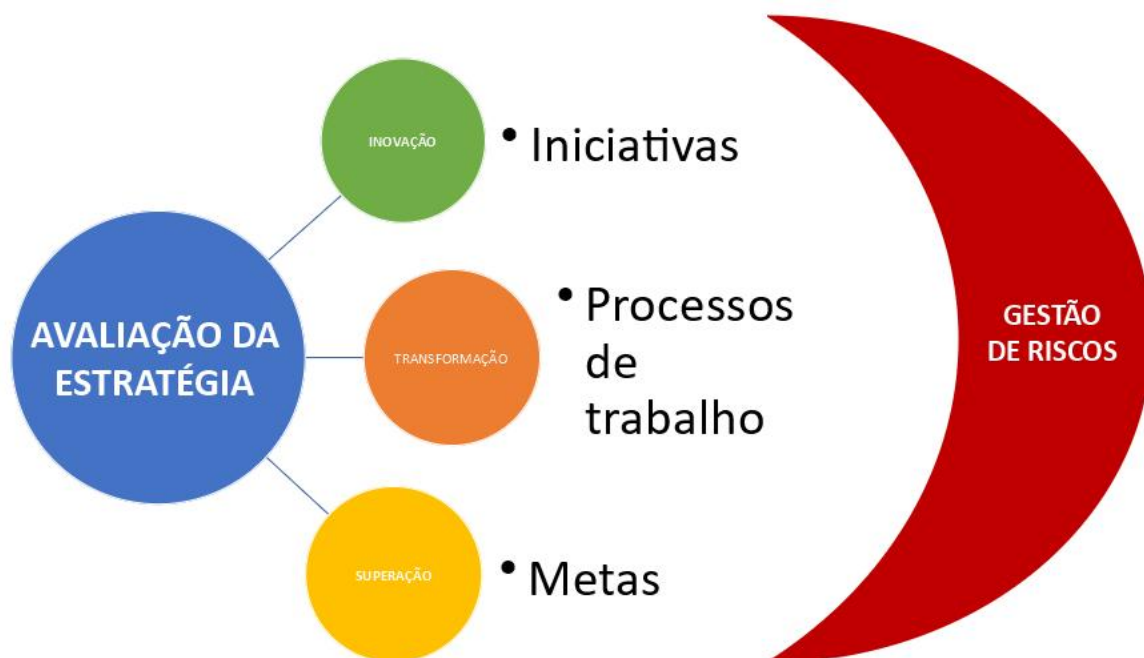 INOVAÇÃO
• Iniciativas
AVALIAÇÃO DA
ESTRATÉGIA
TRANSFORMAÇÃO
• Processos
de
trabalho
SUPERAÇÃO
• Metas
GESTÃO
DE RISCOS